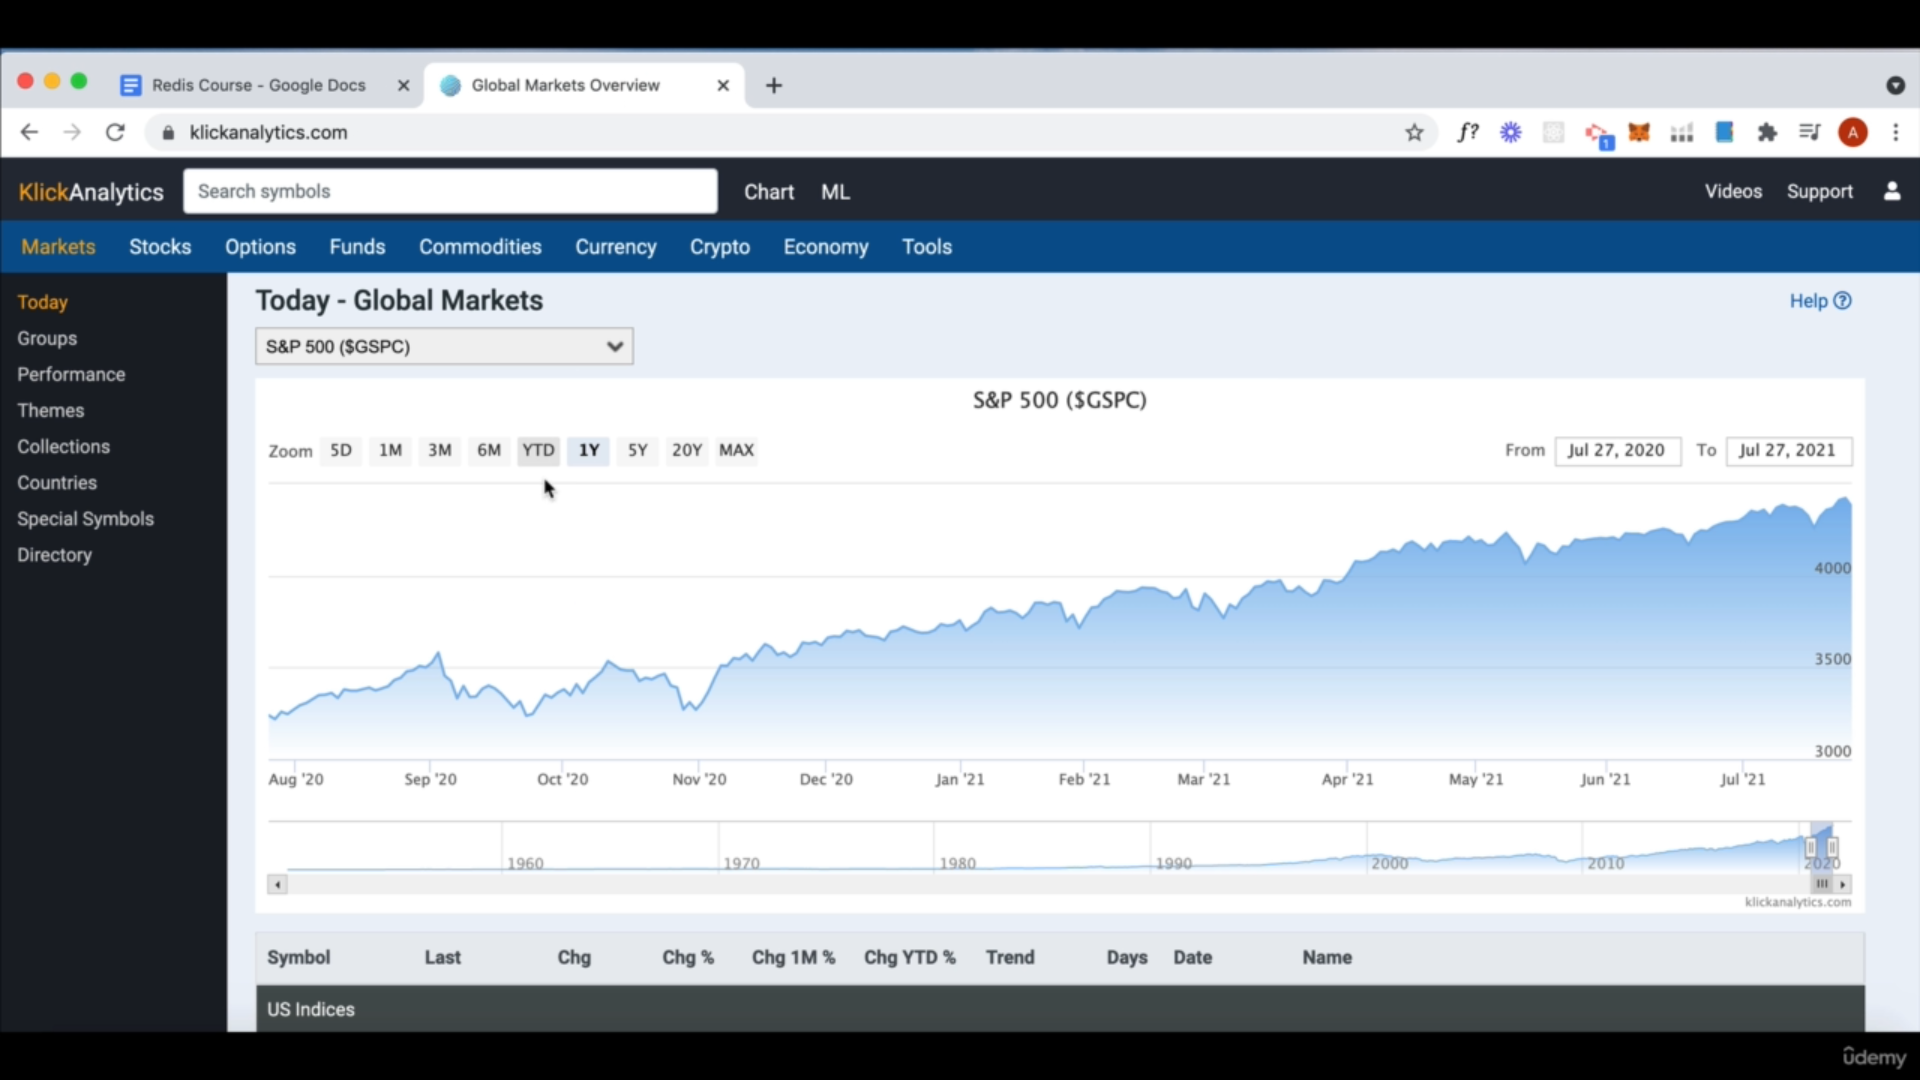 Redis Course - Google Docs
Global Markets Overview
klickanalytics.com
f?
1
A
KlickAnalytics
Search symbols
Chart
ML
Videos
Support
Markets
Stocks
Options
Funds
Commodities
Currency
Crypto
Economy
Tools
Today
Groups
Performance
Themes
Collections
Countries
Special Symbols
Directory
Today - Global Markets
Help ?
S&P 500 ($GSPC)
S&P 500 ($GSPC)
Zoom 5D 1M 3M 6M YTD 1Y 5Y 20Y MAX
From Jul 27, 2020 To Jul 27, 2021
4000
3500
3000
Aug '20 Sep '20 Oct '20 Nov '20 Dec '20 Jan '21 Feb '21 Mar '21 Apr '21 May '21 Jun '21 Jul '21
1960 1970 1980 1990 2000 2010 2020
klickanalytics.com
Symbol Last Chg Chg % Chg 1M % Chg YTD % Trend Days Date Name
US Indices
ûdemy